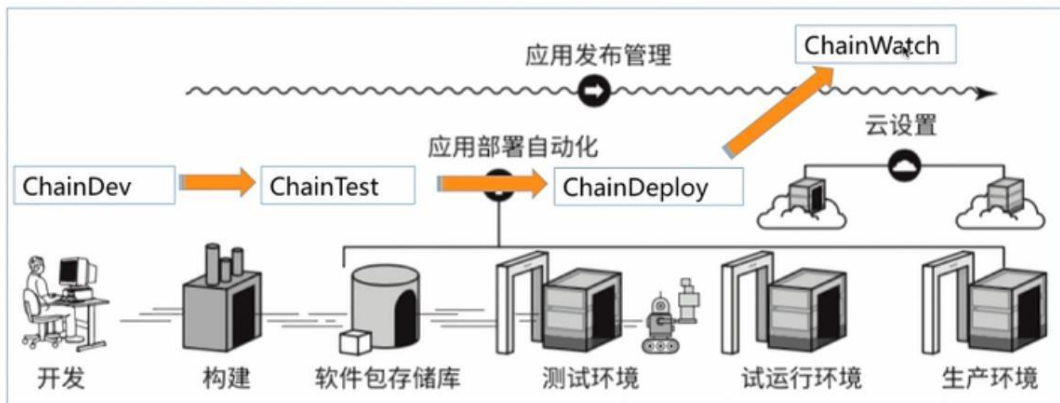 ChainWatch
应用发布管理
云设置
应用部署自动化
ChainDev
ChainTest
ChainDeploy
开发
构建
软件包存储库
测试环境
试运行环境
生产环境